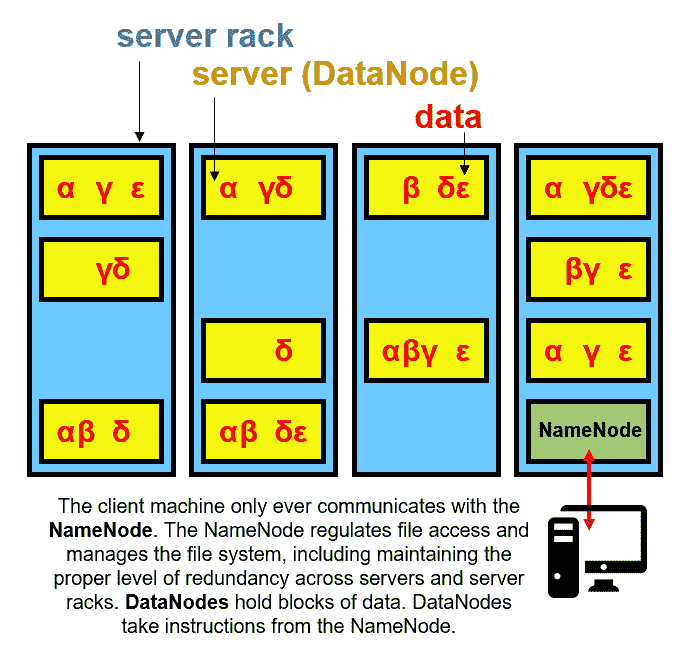 server rack
server (DataNode)
data
α γ ε
α γδ
β δε
α γδε
γδ
βγ ε
δ
αβγ ε
α γ ε
αβ δ
αβ δε
NameNode
The client machine only ever communicates with the
NameNode. The NameNode regulates file access and
manages the file system, including maintaining the
proper level of redundancy across servers and server
racks. DataNodes hold blocks of data. DataNodes
take instructions from the NameNode.